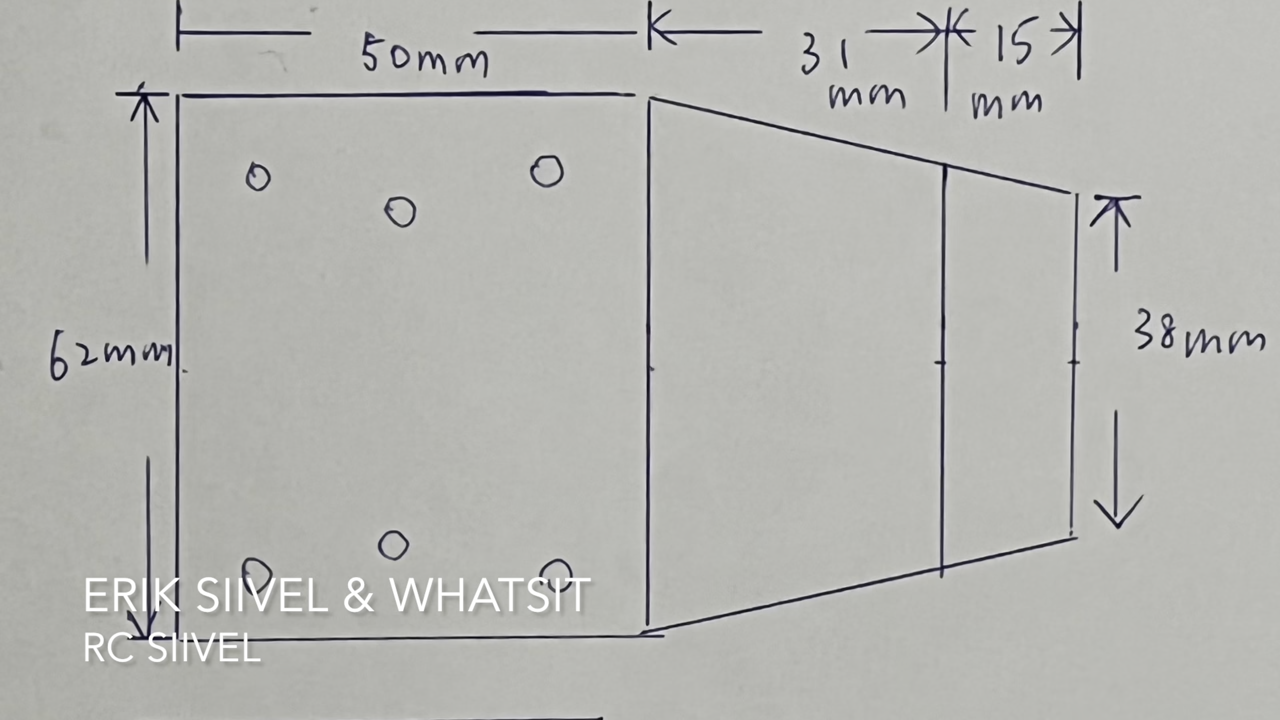 50mm
31
mm
15
mm
62mm
38mm
ERIK SIIVEL & WHATSIT
RC SIIVEL